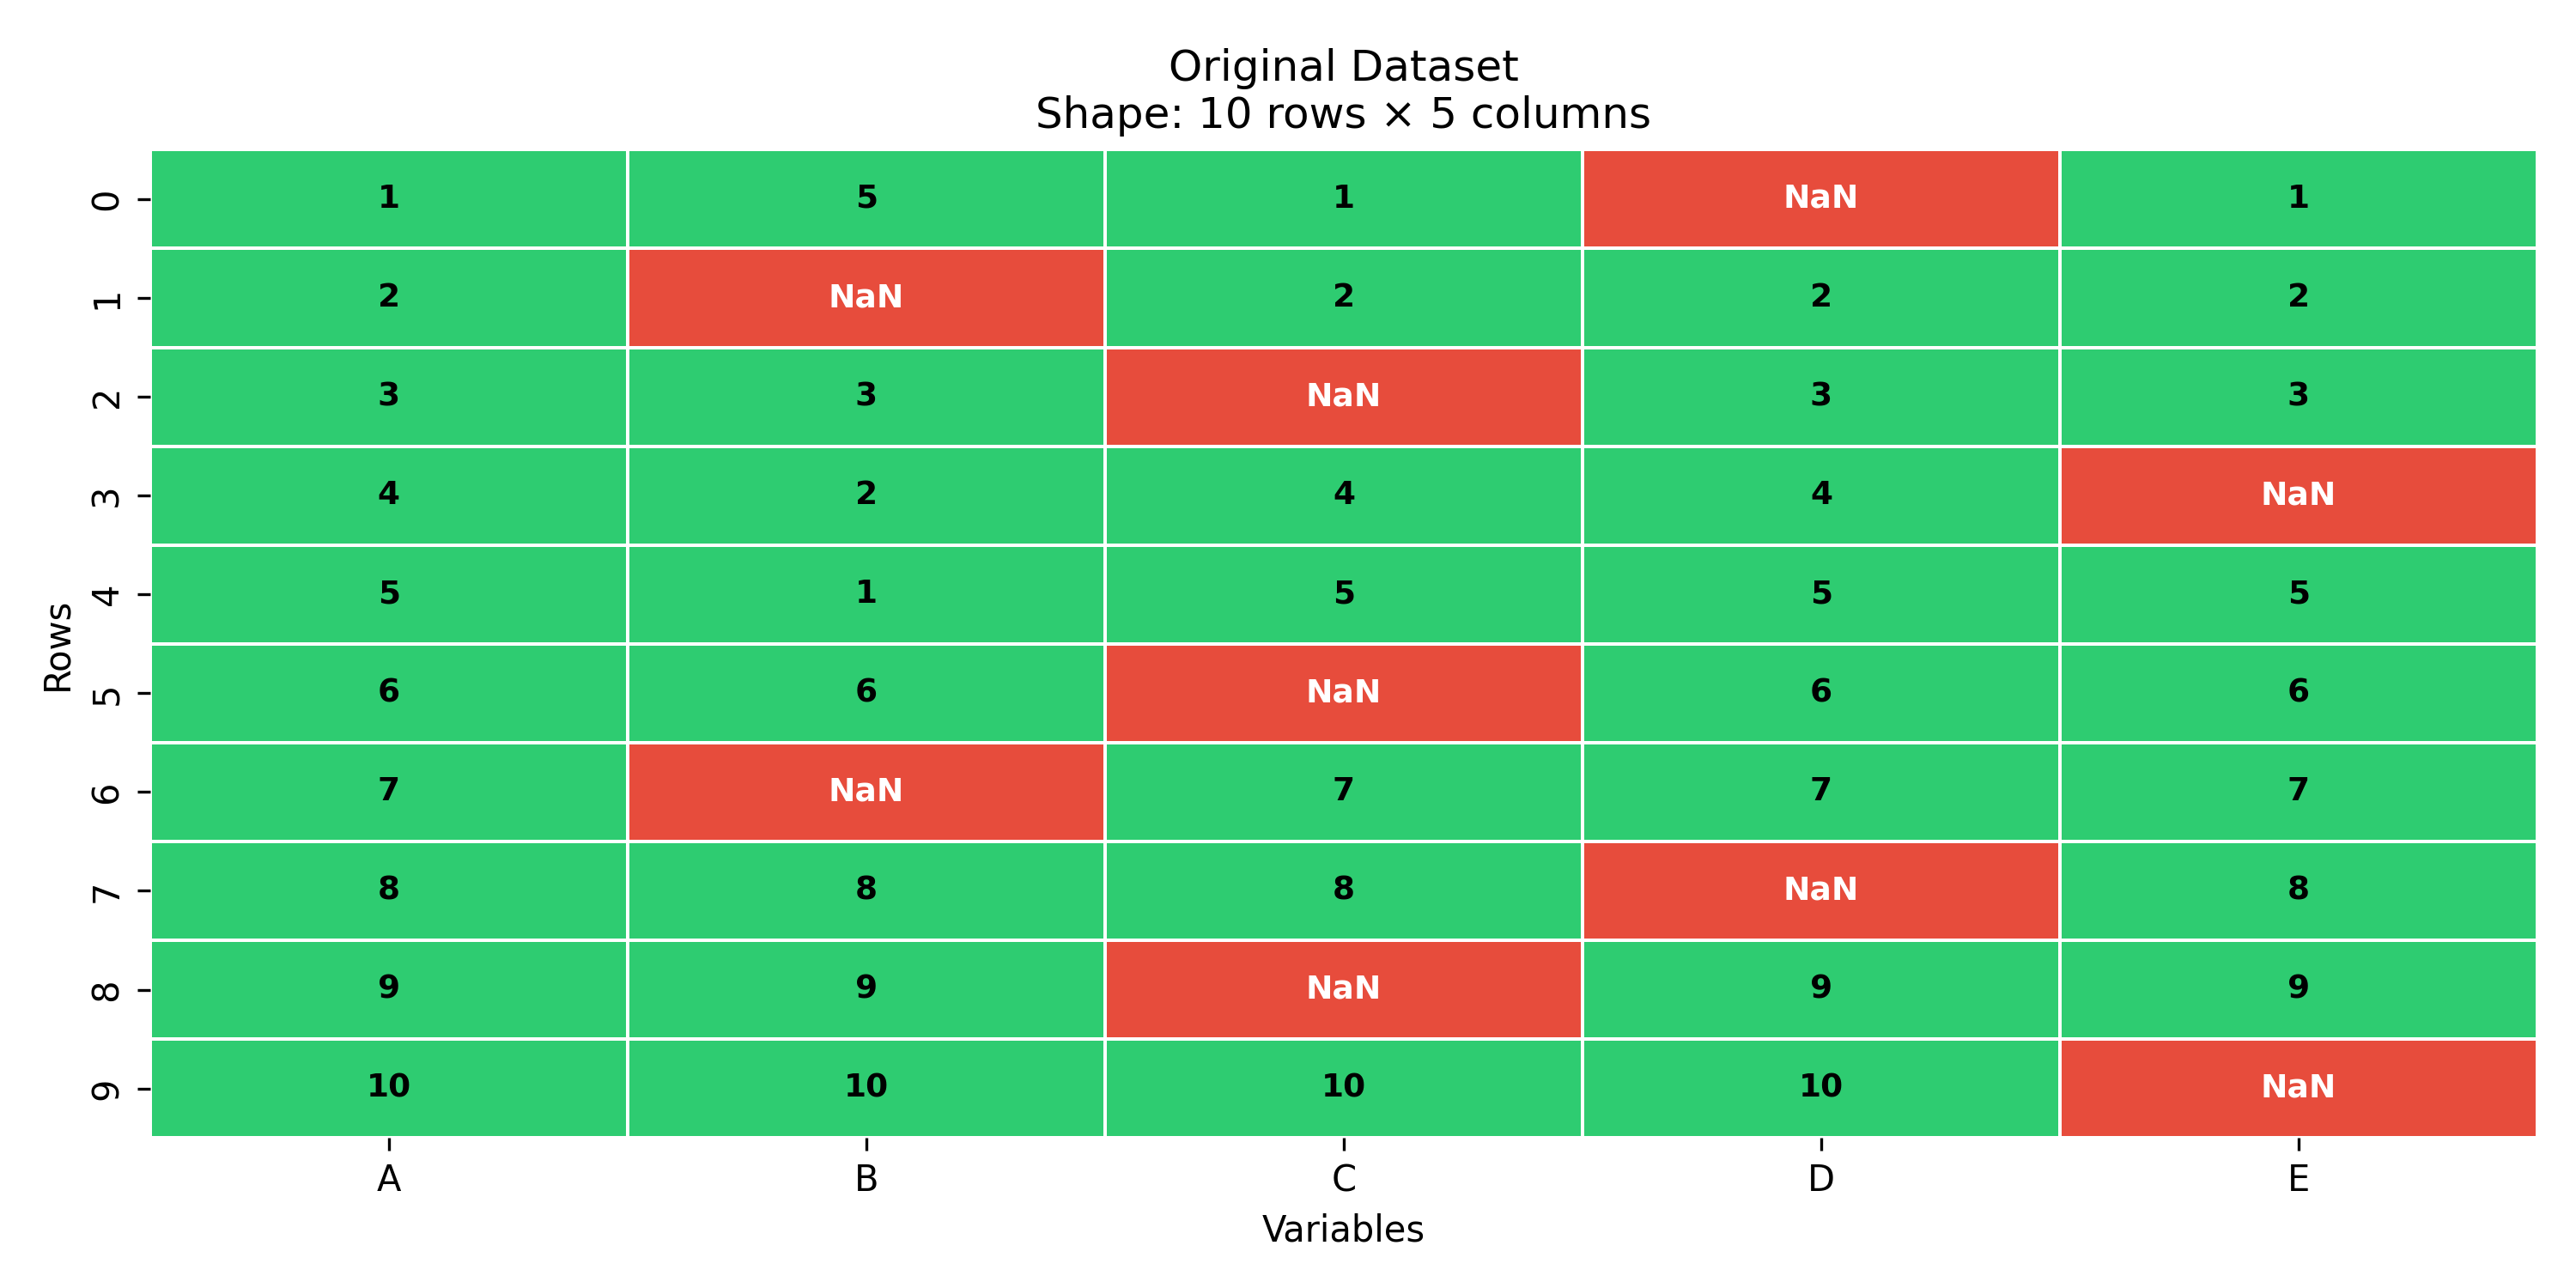 Original Dataset
Shape: 10 rows × 5 columns
Rows
0 1 5 1 NaN 1
1 2 NaN 2 2 2
2 3 3 NaN 3 3
3 4 2 4 4 NaN
4 5 1 5 5 5
5 6 6 NaN 6 6
6 7 NaN 7 7 7
7 8 8 8 NaN 8
8 9 9 NaN 9 9
9 10 10 10 10 NaN
A B C D E
Variables